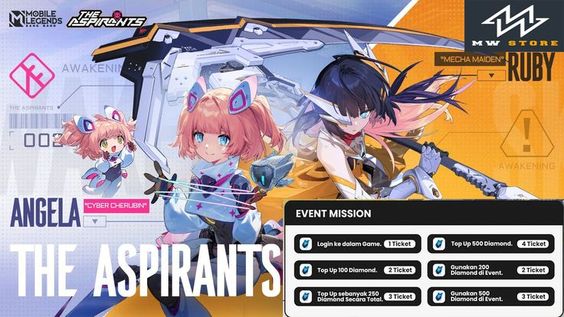 MOBILE
LEGENDS
BANG BANG
THE
ASPIRANTS
MW STORE
AWAKENING
THE ASPIRANTS
002
"MECHA MAIDEN"
RUBY
AWAKENING
ANGELA
"CYBER CHERUBIN"
THE ASPIRANTS
EVENT MISSION
Login ke dalam Game.
1 Ticket
Top Up 500 Diamond.
4 Ticket
Top Up 100 Diamond.
2 Ticket
Gunakan 200
Diamond di Event.
2 Ticket
Top Up sebanyak 250
Diamond Secara Total.
3 Ticket
Gunakan 500
Diamond di Event.
3 Ticket